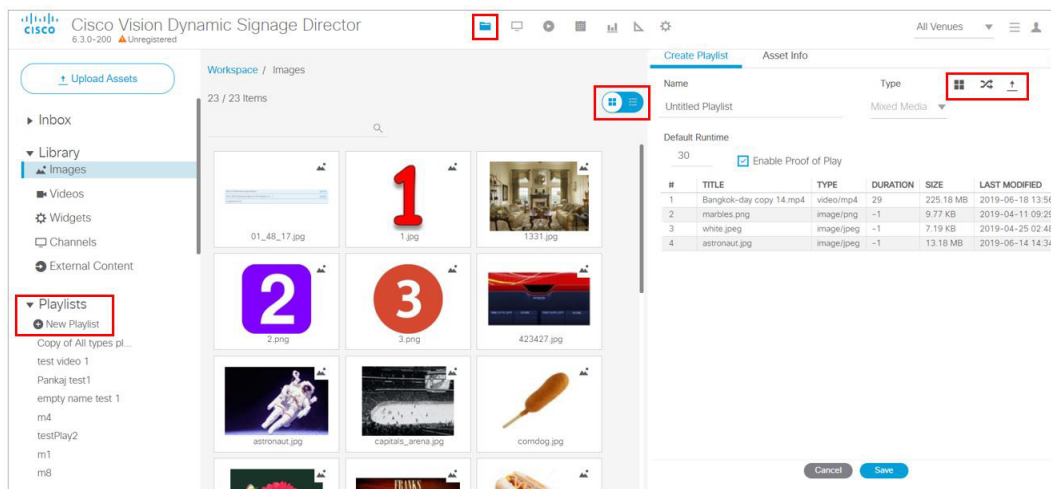 CISCO
Cisco Vision Dynamic Signage Director
6.3.0-200 Unregistered
All Venues
Upload Assets
Inbox
Library
Images
Videos
Widgets
Channels
External Content
Playlists
New Playlist
Copy of All types pl...
test video 1
Pankaj test1
empty name test 1
m4
testPlay2
m1
m8
Workspace / Images
23 / 23 Items
01_48_17.jpg
1
1.jpg
1331.jpg
2
2.png
3
3.png
423427.jpg
astronaut.jpg
capitals_arena.jpg
corndog.jpg
FRANKS
Create Playlist Asset Info
Name Type
Untitled Playlist Mixed Media
Default Runtime
30 Enable Proof of Play
# TITLE TYPE DURATION SIZE LAST MODIFIED
1 Bangkok-day copy 14.mp4 video/mp4 29 225.18 MB 2019-06-18 13:56
2 marbles.png image/png -1 9.77 KB 2019-04-11 09:29
3 white.jpeg image/jpeg -1 7.19 KB 2019-04-25 02:48
4 astronaut.jpg image/jpeg -1 13.18 MB 2019-06-14 14:34
Cancel Save